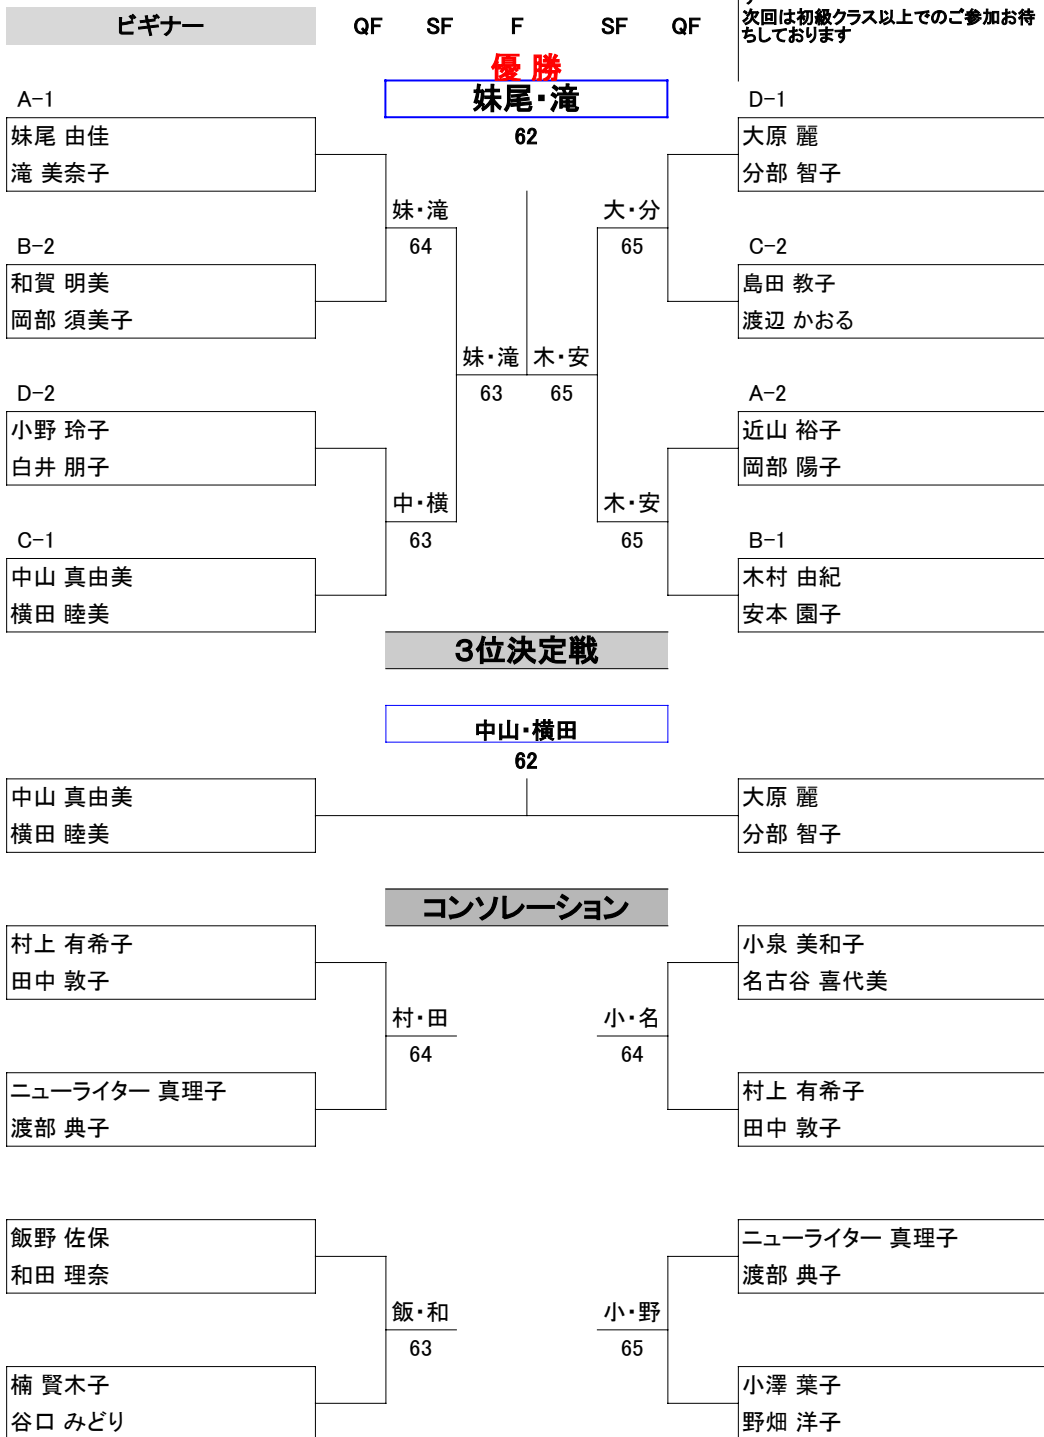 ビギナー QF SF F SF QF
次回は初級クラス以上でのご参加お待
ちしております
優 勝
A-1 妹尾・滝 D-1
妹尾 由佳 62 大原 麗
滝 美奈子 分部 智子
妹・滝 大・分
B-2 64 65 C-2
和賀 明美 島田 教子
岡部 須美子 渡辺 かおる
妹・滝 木・安
D-2 63 65 A-2
小野 玲子 近山 裕子
白井 朋子 岡部 陽子
中・横 木・安
C-1 63 65 B-1
中山 真由美 木村 由紀
横田 睦美 安本 園子
3位決定戦
中山・横田
62
中山 真由美 大原 麗
横田 睦美 分部 智子
コンソレーション
村上 有希子 小泉 美和子
田中 敦子 名古谷 喜代美
村・田 小・名
64 64
ニューライター 真理子 村上 有希子
渡部 典子 田中 敦子
飯野 佐保 ニューライター 真理子
和田 理奈 渡部 典子
飯・和 小・野
63 65
楠 賢木子 小澤 葉子
谷口 みどり 野畑 洋子